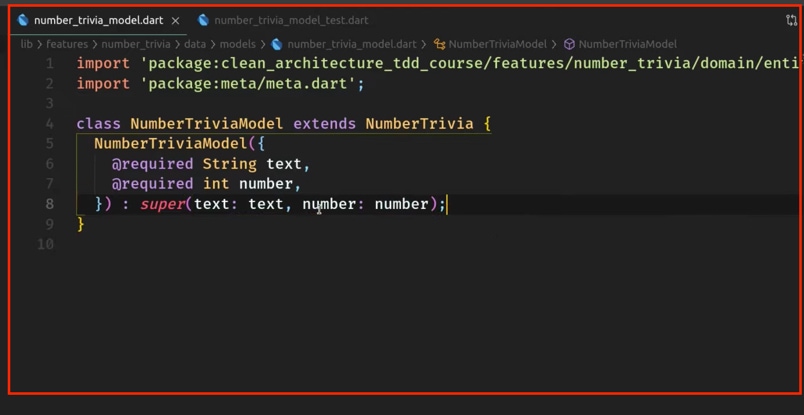 number_trivia_model.dart × number_trivia_model_test.dart
lib > features > number_trivia > data > models > number_trivia_model.dart > NumberTriviaModel > NumberTriviaModel
1 import 'package:clean_architecture_tdd_course/features/number_trivia/domain/enti
2 import 'package:meta/meta.dart';
3
4 class NumberTriviaModel extends NumberTrivia {
5 NumberTriviaModel({
6 @required String text,
7 @required int number,
8 }) : super(text: text, number: number);
9 }
10